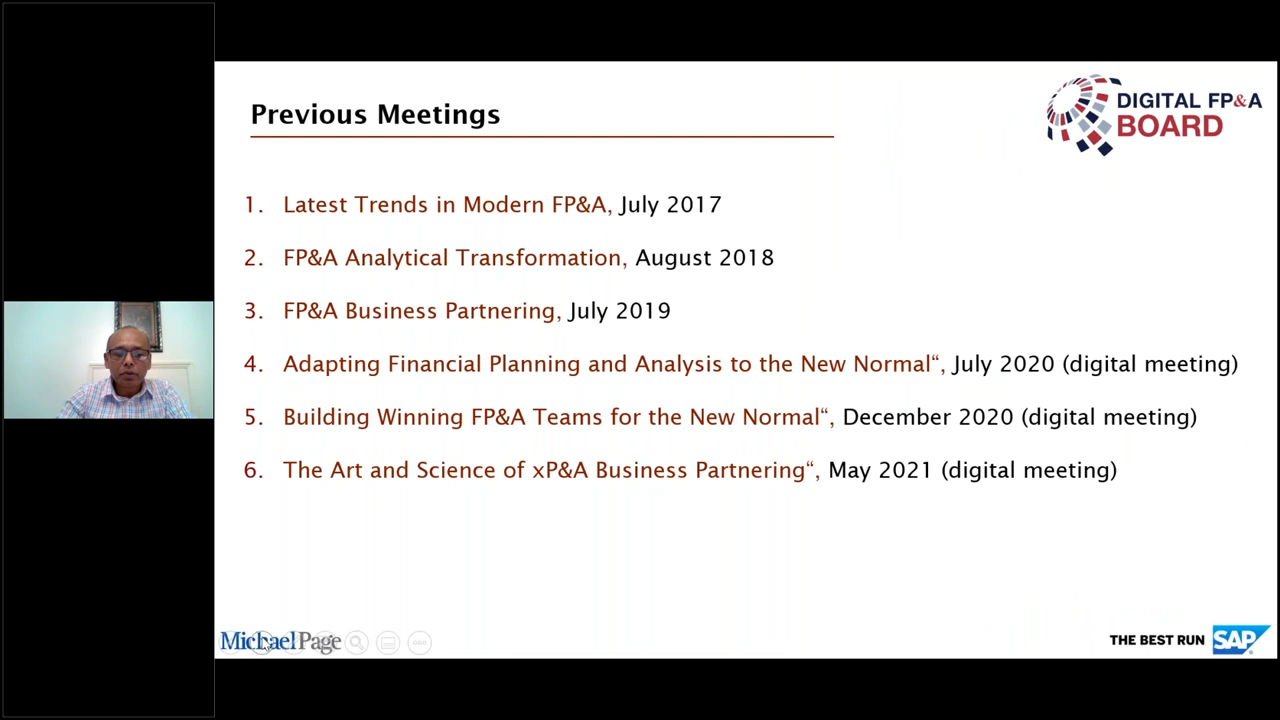 Previous Meetings
DIGITAL FP&A
BOARD
1. Latest Trends in Modern FP&A, July 2017
2. FP&A Analytical Transformation, August 2018
3. FP&A Business Partnering, July 2019
4. Adapting Financial Planning and Analysis to the New Normal“, July 2020 (digital meeting)
5. Building Winning FP&A Teams for the New Normal“, December 2020 (digital meeting)
6. The Art and Science of xP&A Business Partnering“, May 2021 (digital meeting)
MichaelPage
THE BEST RUN SAP